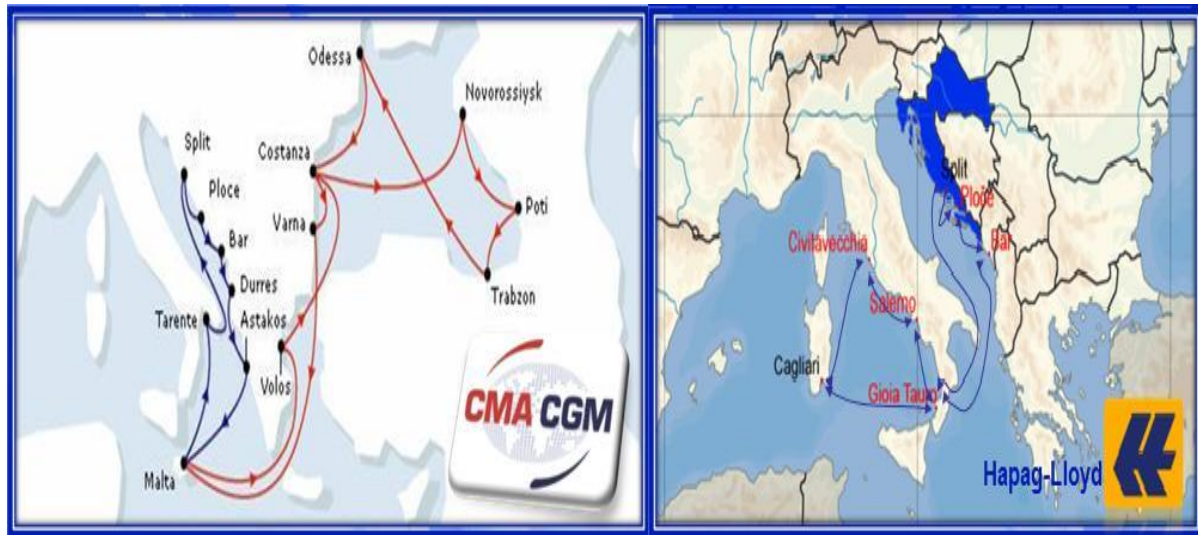 Odessa
Novorossiysk
Split
Costanza
Ploce
Poti
Varna
Bar
Durres
Trabzon
Tarente
Astakos
Volos
CMA CGM
Malta
Split
Ploče
Civitavecchia
Bar
Salerno
Cagliari
Gioia Tauro
Hapag-Lloyd